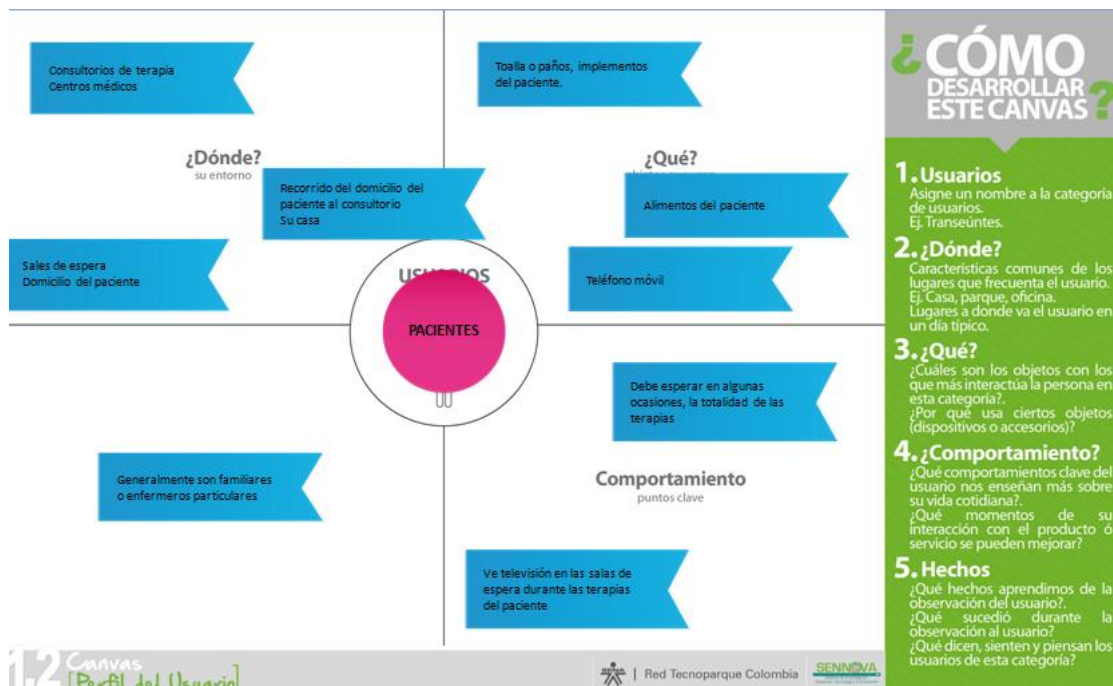 Consultorios de terapia
Centros médicos
¿Dónde?
su entorno
Recorrido del domicilio del
paciente al consultorio
Su casa
Sales de espera
Domicilio del paciente
Toalla o paños, implementos
del paciente.
¿Qué?
Alimentos del paciente
Teléfono móvil
USUARIOS
PACIENTES
Generalmente son familiares
o enfermeros particulares
Debe esperar en algunas
ocasiones, la totalidad de las
terapias
Comportamiento
puntos clave
Ve televisión en las salas de
espera durante las terapias
del paciente
¿CÓMO
DESARROLLAR
ESTE CANVAS?
1. Usuarios
Asigne un nombre a la categoría
de usuarios.
Ej. Transeúntes.
2. ¿Dónde?
Características comunes de los
lugares que frecuenta el usuario.
Ej. Casa, parque, oficina.
Lugares a donde va el usuario en
un día típico.
3. ¿Qué?
¿Cuáles son los objetos con los
que más interactúa la persona en
esta categoría?.
¿Por qué usa ciertos objetos
(dispositivos o accesorios)?
4. ¿Comportamiento?
¿Qué comportamientos clave del
usuario nos enseñan más sobre
su vida cotidiana?.
¿Qué momentos de su
interacción con el producto ó
servicio se pueden mejorar?
5. Hechos
¿Qué hechos aprendimos de la
observación del usuario?.
¿Qué sucedió durante la
observación al usuario?
¿Qué dicen, sienten y piensan los
usuarios de esta categoría?
1.2 Canvas
[Perfil del Usuario]
SENA
Red Tecnoparque Colombia
SENNOVA